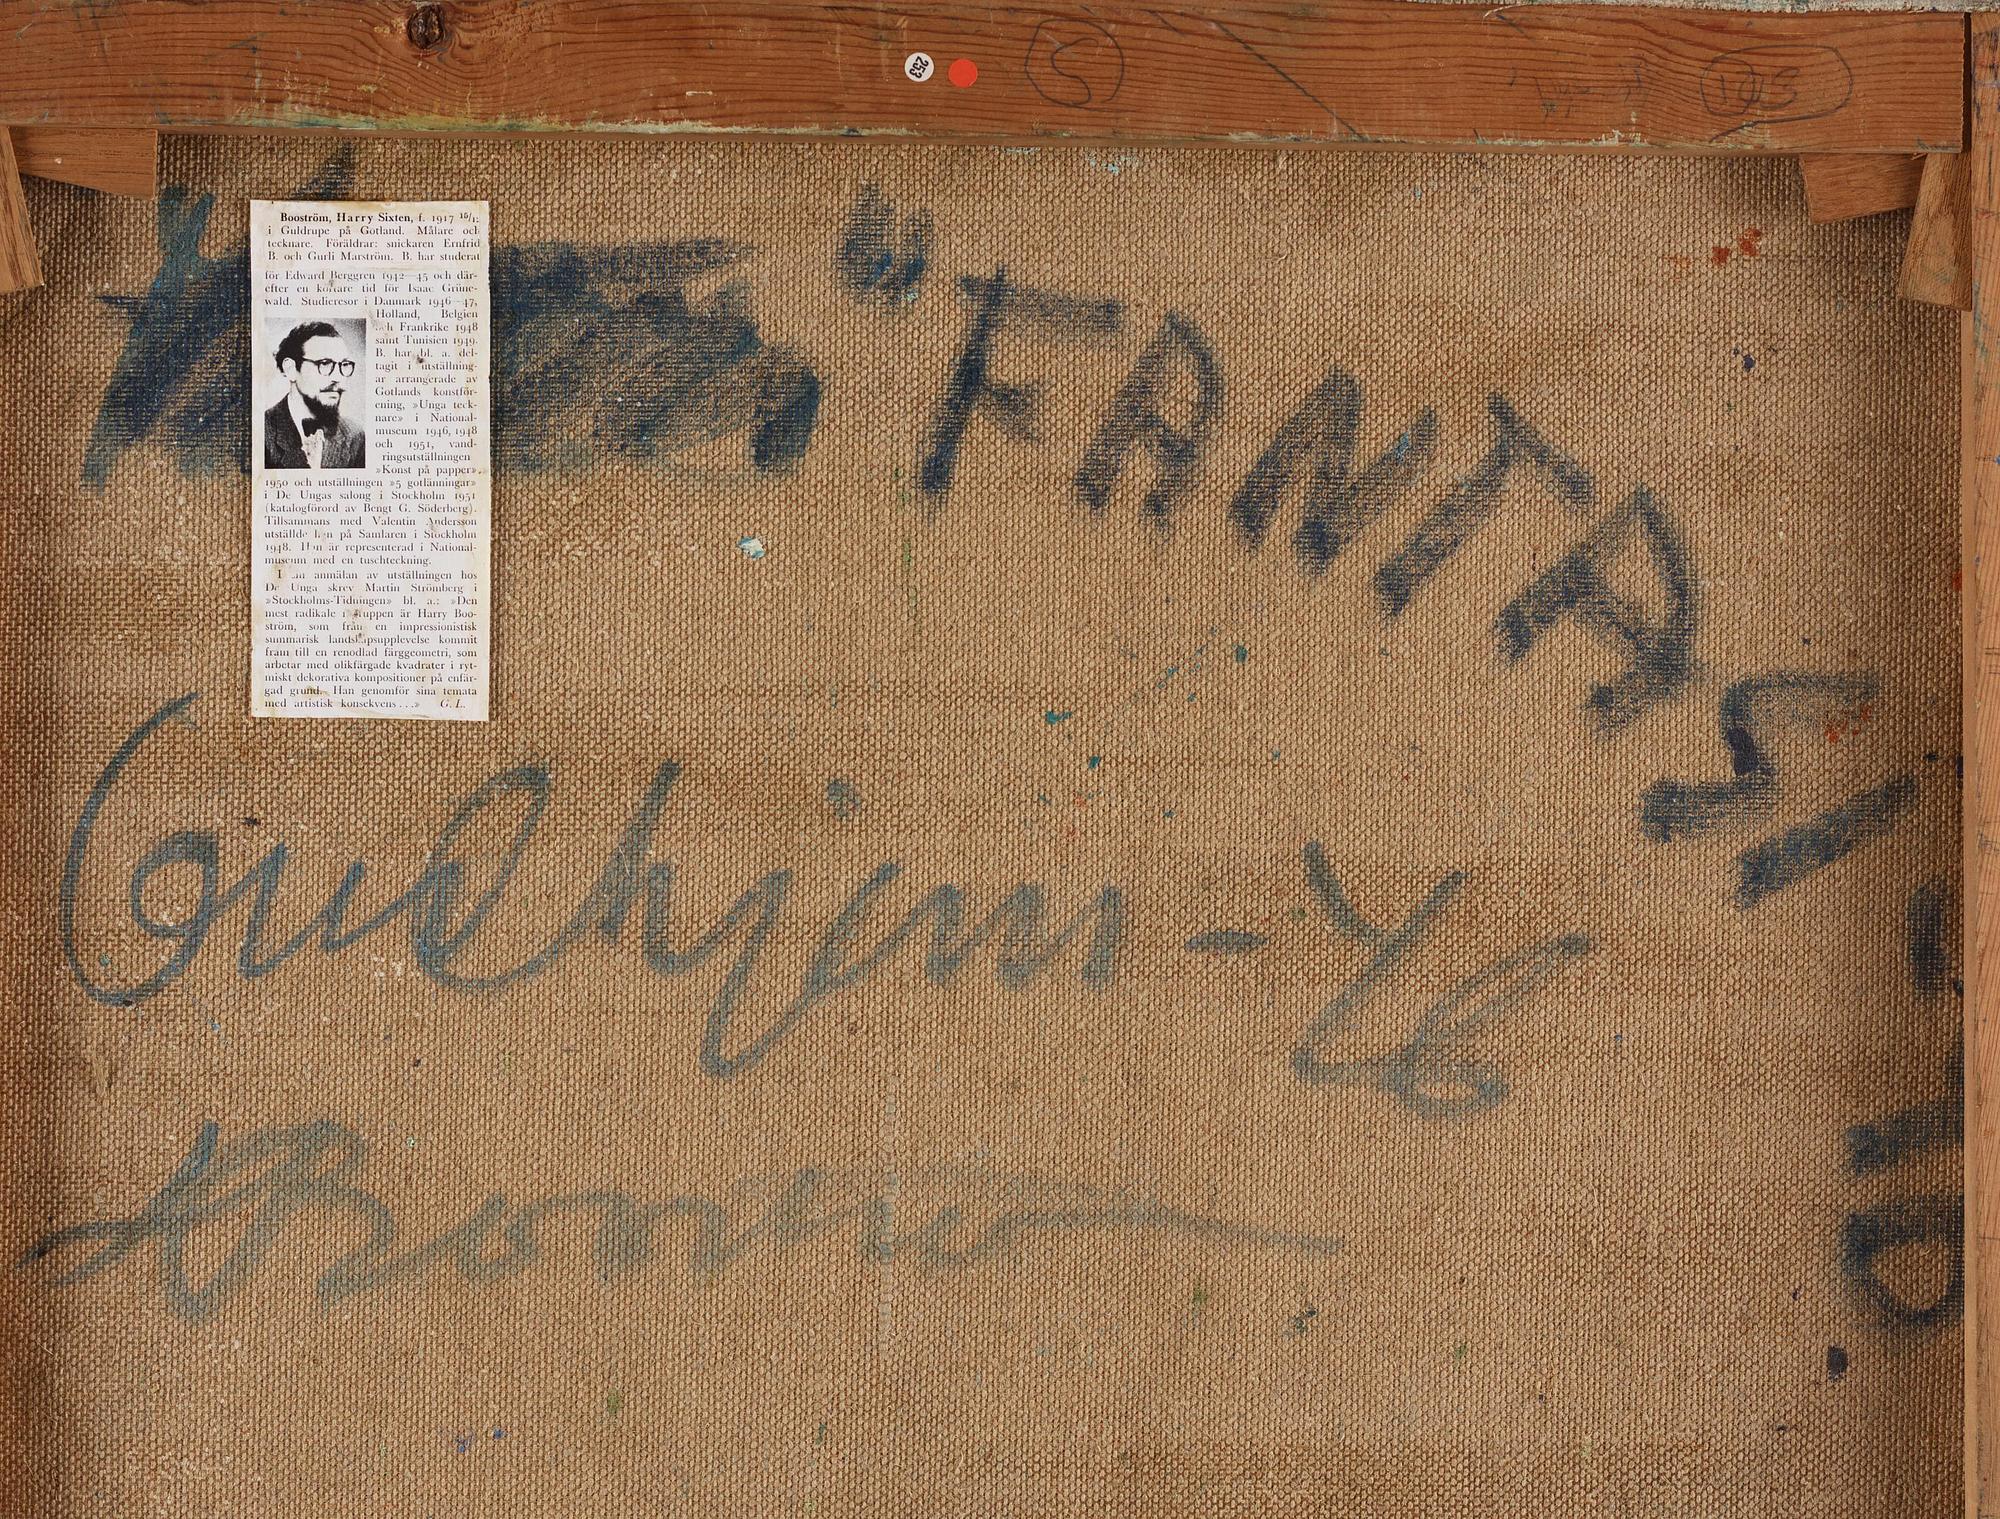 253
5
Booström, Harry Sixten, f. 1917 15/1
i Guldrupe på Gotland. Målare och
tecknare. Föräldrar: snickaren Ernfrid
B. och Gurli Marström. B. har studerat
för Edward Berggren 1942—45 och där-
efter en kortare tid för Isaac Grüne-
wald. Studieresor i Danmark 1946—47,
Holland, Belgien
och Frankrike 1948
samt Tunisien 1949.
B. har bl. a. del-
tagit i utställning-
ar arrangerade av
Gotlands konstför-
ening, »Unga teck-
nare» i National-
museum 1946, 1948
och 1951, vand-
ringsutställningen
»Konst på papper»
1950 och utställningen »5 gotlänningar»
i De Ungas salong i Stockholm 1951
(katalogförord av Bengt G. Söderberg).
Tillsammans med Valentin Andersson
utställde han på Samlaren i Stockholm
1948. Han är representerad i National-
museum med en tuschteckning.
I en anmälan av utställningen hos
De Unga skrev Martin Strömberg i
»Stockholms-Tidningen» bl. a.: »Den
mest radikale i gruppen är Harry Boo-
ström, som från en impressionistisk
summarisk landskapsupplevelse kommit
fram till en renodlad färggeometri, som
arbetar med olikfärgade kvadrater i ryt-
miskt dekorativa kompositioner på enfär-
gad grund. Han genomför sina temata
med artistisk konsekvens . . .» G. L.
"FANTASI